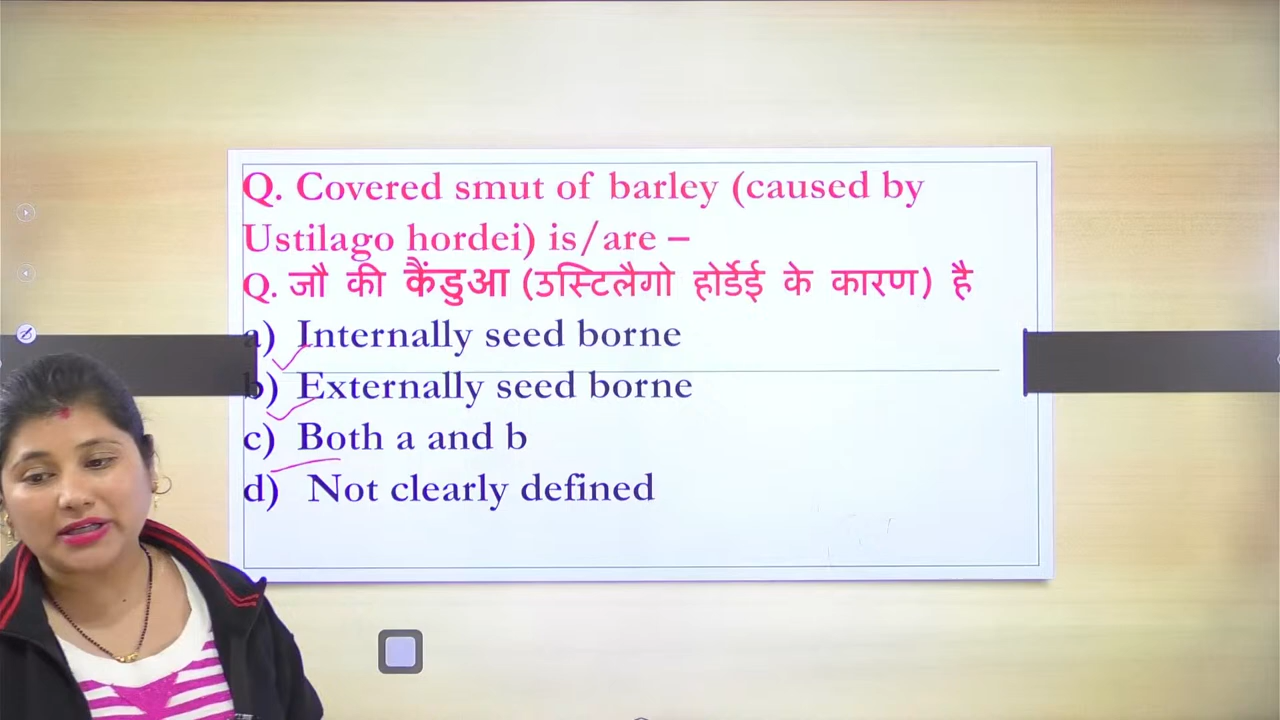 Q. Covered smut of barley (caused by
Ustilago hordei) is/are –
Q. जौ की कैंडुआ (उस्टिलैगो होर्डेई के कारण) है
a) Internally seed borne
b) Externally seed borne
c) Both a and b
d) Not clearly defined